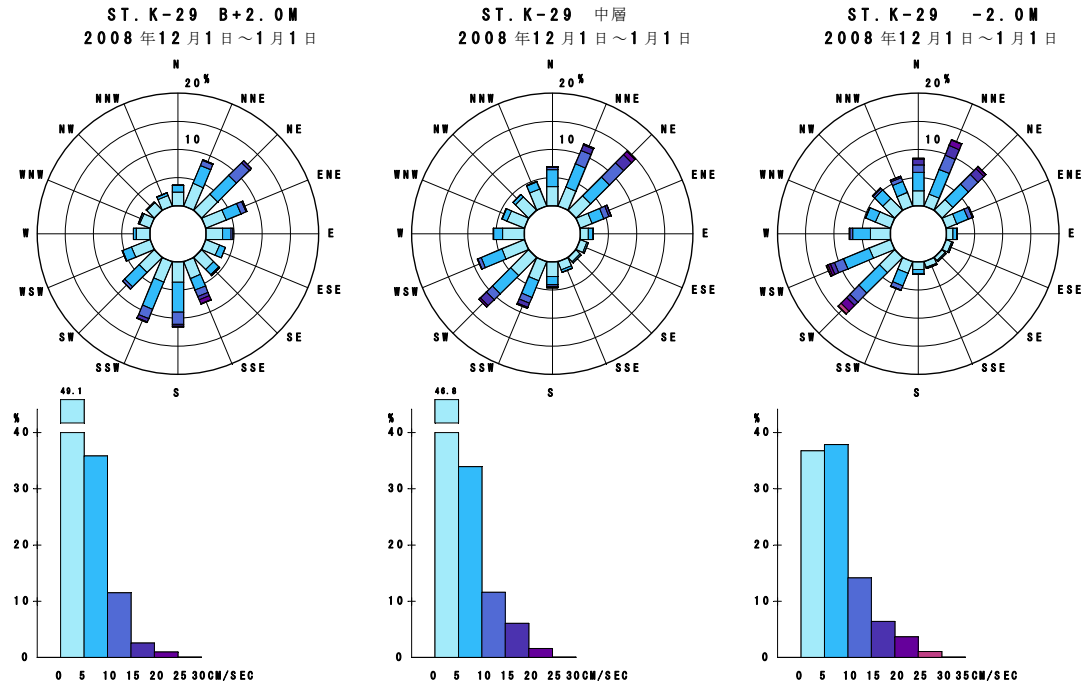 ST.K-29 B+2.0M
2008年12月1日～1月1日
N
20%
NNW
NNE
NW
10
NE
WNW
ENE
W
E
WSW
ESE
SW
SE
SSW
SSE
S
ST.K-29 中層
2008年12月1日～1月1日
N
20%
NNW
NNE
NW
10
NE
WNW
ENE
W
E
WSW
ESE
SW
SE
SSW
SSE
S
ST.K-29 -2.0M
2008年12月1日～1月1日
N
20%
NNW
NNE
NW
10
NE
WNW
ENE
W
E
WSW
ESE
SW
SE
SSW
SSE
S
49.1
%
40
30
20
10
0
0 5 10 15 20 25 30CM/SEC
46.8
%
40
30
20
10
0
0 5 10 15 20 25 30CM/SEC
%
40
30
20
10
0
0 5 10 15 20 25 30 35CM/SEC